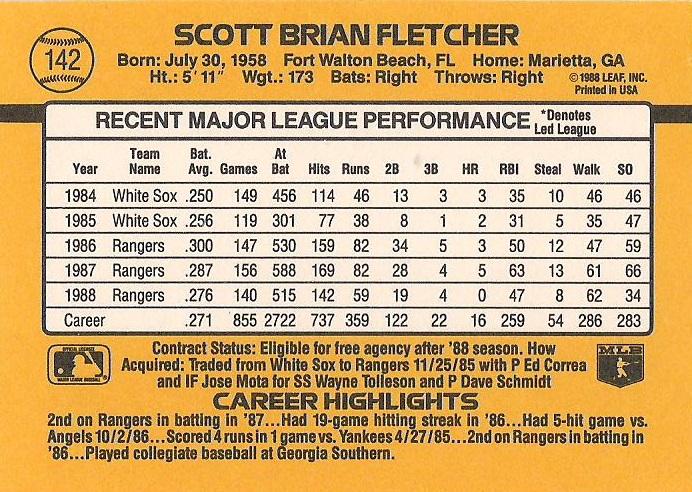 142
SCOTT BRIAN FLETCHER
Born: July 30, 1958 Fort Walton Beach, FL Home: Marietta, GA
Ht.: 5' 11" Wgt.: 173 Bats: Right Throws: Right ©1988 LEAF, INC.
Printed in USA
RECENT MAJOR LEAGUE PERFORMANCE *Denotes
Led League
Year Team Name Bat. Avg. Games At Bat Hits Runs 2B 3B HR RBI Steal Walk SO
1984 White Sox .250 149 456 114 46 13 3 3 35 10 46 46
1985 White Sox .256 119 301 77 38 8 1 2 31 5 35 47
1986 Rangers .300 147 530 159 82 34 5 3 50 12 47 59
1987 Rangers .287 156 588 169 82 28 4 5 63 13 61 66
1988 Rangers .276 140 515 142 59 19 4 0 47 8 62 34
Career .271 855 2722 737 359 122 22 16 259 54 286 283
OFFICIAL LICENSEE
MAJOR LEAGUE BASEBALL
MLB
Contract Status: Eligible for free agency after '88 season. How
Acquired: Traded from White Sox to Rangers 11/25/85 with P Ed Correa
and IF Jose Mota for SS Wayne Tolleson and P Dave Schmidt
CAREER HIGHLIGHTS
2nd on Rangers in batting in '87...Had 19-game hitting streak in '86...Had 5-hit game vs.
Angels 10/2/86...Scored 4 runs in 1 game vs. Yankees 4/27/85...2nd on Rangers in batting in
'86...Played collegiate baseball at Georgia Southern.